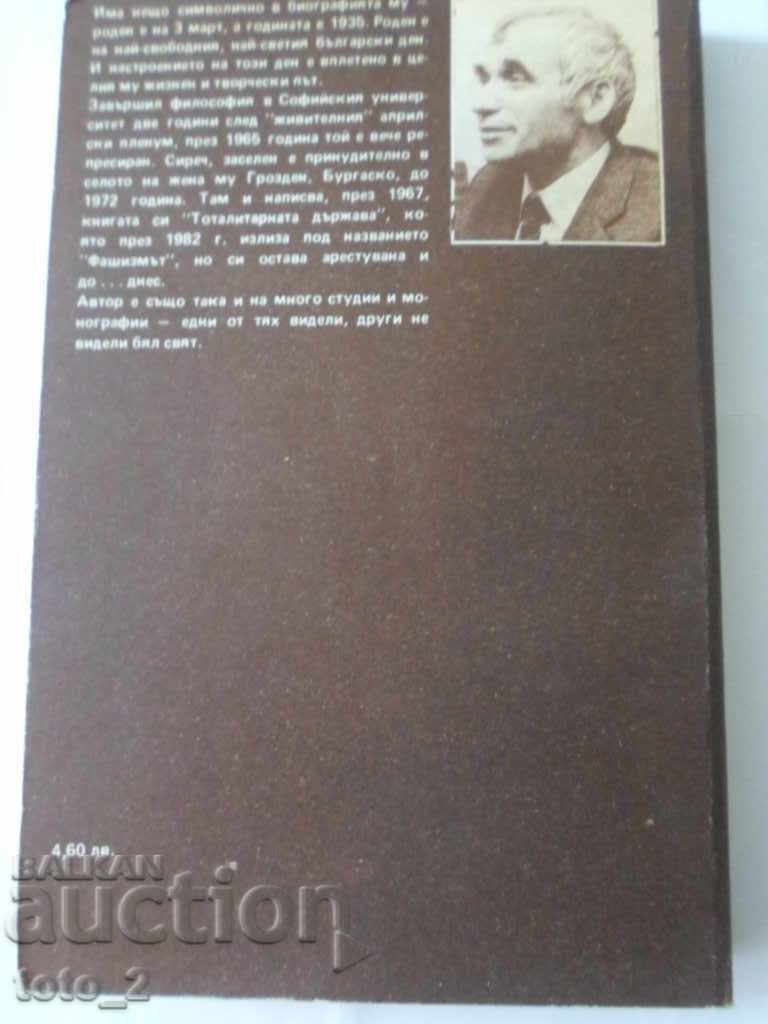 Има нещо символично в биографията му –
роден е на 3 март, а годината е 1935. Роден е
на най-свободния, най-светия български ден.
И настроението на този ден е вплетено в це-
лия му жизнен и творчески път.
Завършил философия в Софийския универ-
ситет две години след "живителния" април-
ски пленум, през 1965 година той е вече ре-
пресиран. Сиреч, заселен е принудително в
селото на жена му Грозден, Бургаско, до
1972 година. Там и написва, през 1967,
книгата си "Тоталитарната държава", ко-
ято през 1982 г. излиза под названието
"Фашизмът", но си остава арестувана и
до...днес.
Автор е също така и на много студии и мо-
нографии – едни от тях видели, други не
видели бял свят.
4,60 лв.
BALKAN
auction
toto_2